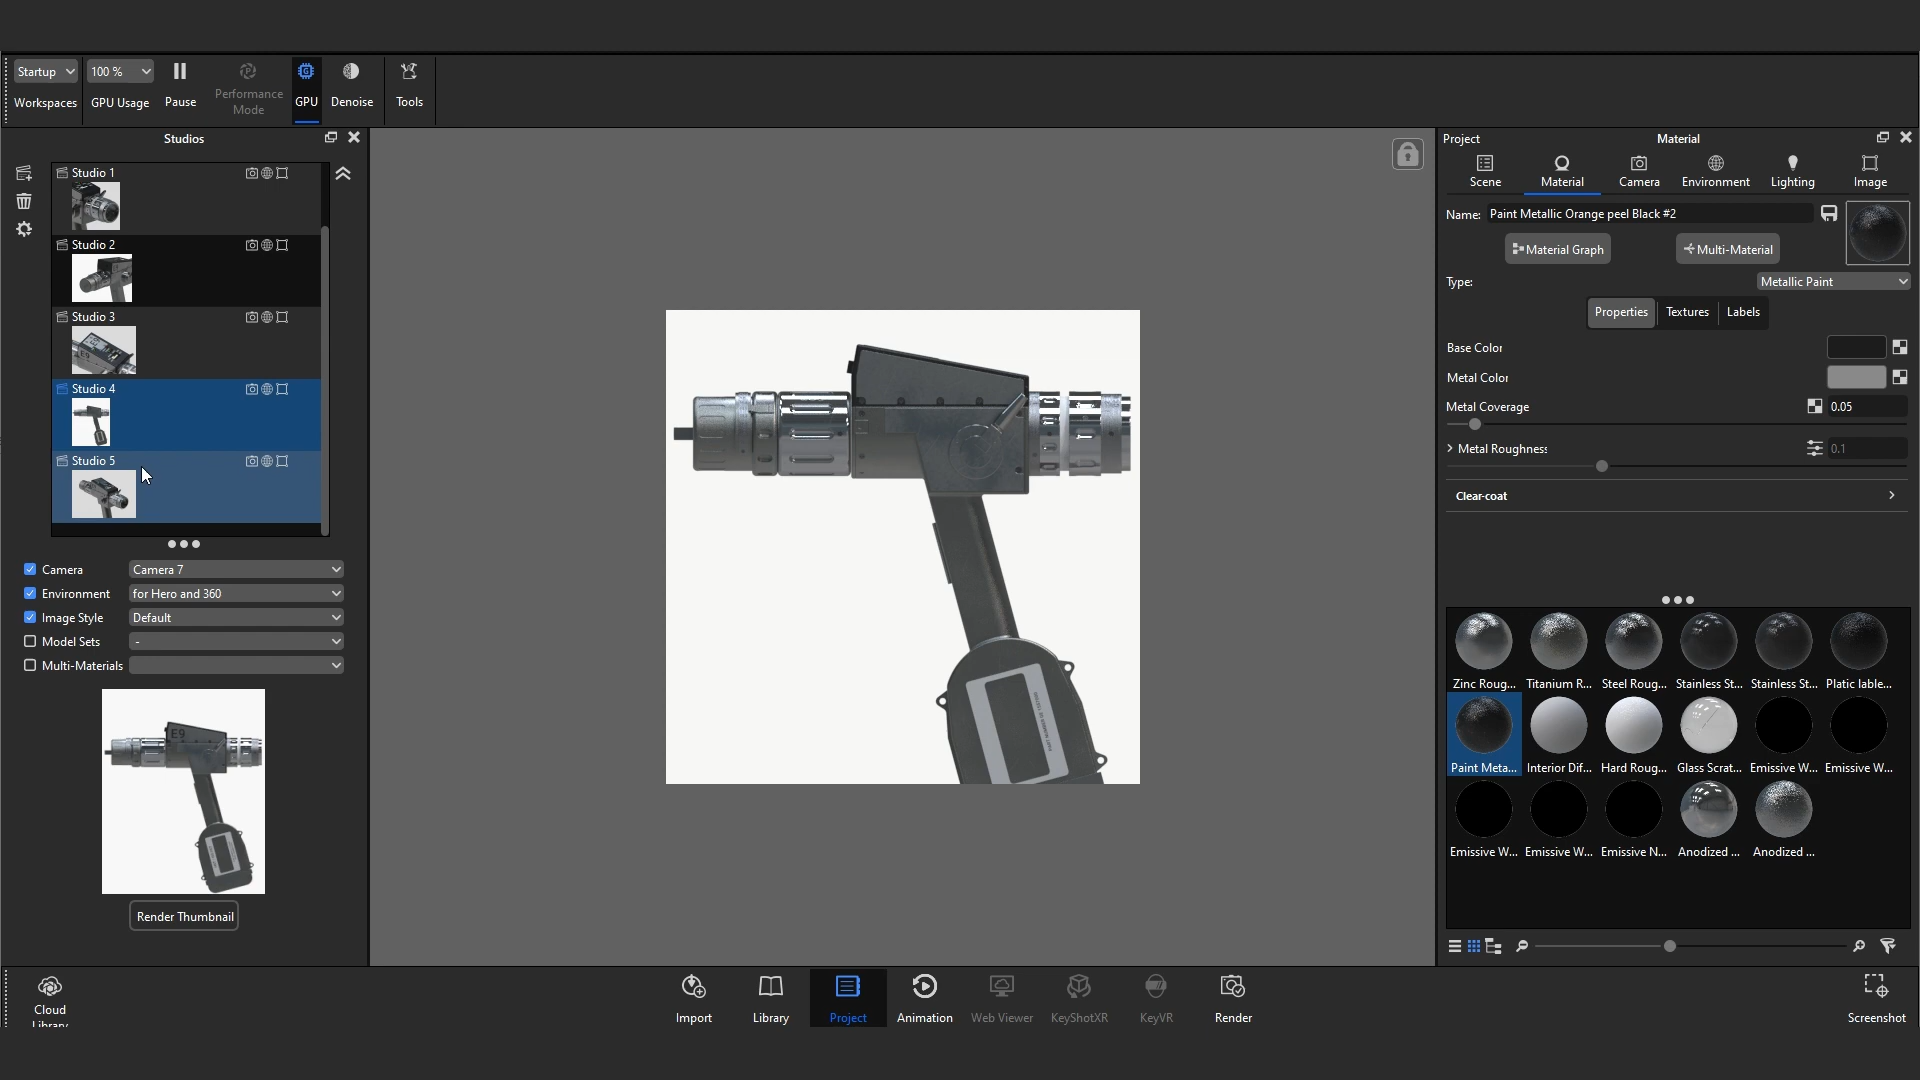 Startup
100 %
Workspaces
GPU Usage
Pause
Performance
Mode
GPU
Denoise
Tools
Studios
Studio 1
Studio 2
Studio 3
Studio 4
Studio 5
Camera
Camera 7
Environment
for Hero and 360
Image Style
Default
Model Sets
-
Multi-Materials
E9
Render Thumbnail
Project
Material
Scene
Material
Camera
Environment
Lighting
Image
Name:
Paint Metallic Orange peel Black #2
Material Graph
Multi-Material
Type:
Metallic Paint
Properties
Textures
Labels
Base Color
Metal Color
Metal Coverage
0.05
Metal Roughness
0.1
Clear-coat
Zinc Roug...
Titanium R...
Steel Roug...
Stainless St...
Stainless St...
Platic lable...
Paint Meta...
Interior Dif...
Hard Roug...
Glass Scrat...
Emissive W...
Emissive W...
Emissive W...
Emissive W...
Emissive N...
Anodized ...
Anodized ...
Cloud
Library
Import
Library
Project
Animation
Web Viewer
KeyShotXR
KeyVR
Render
Screenshot